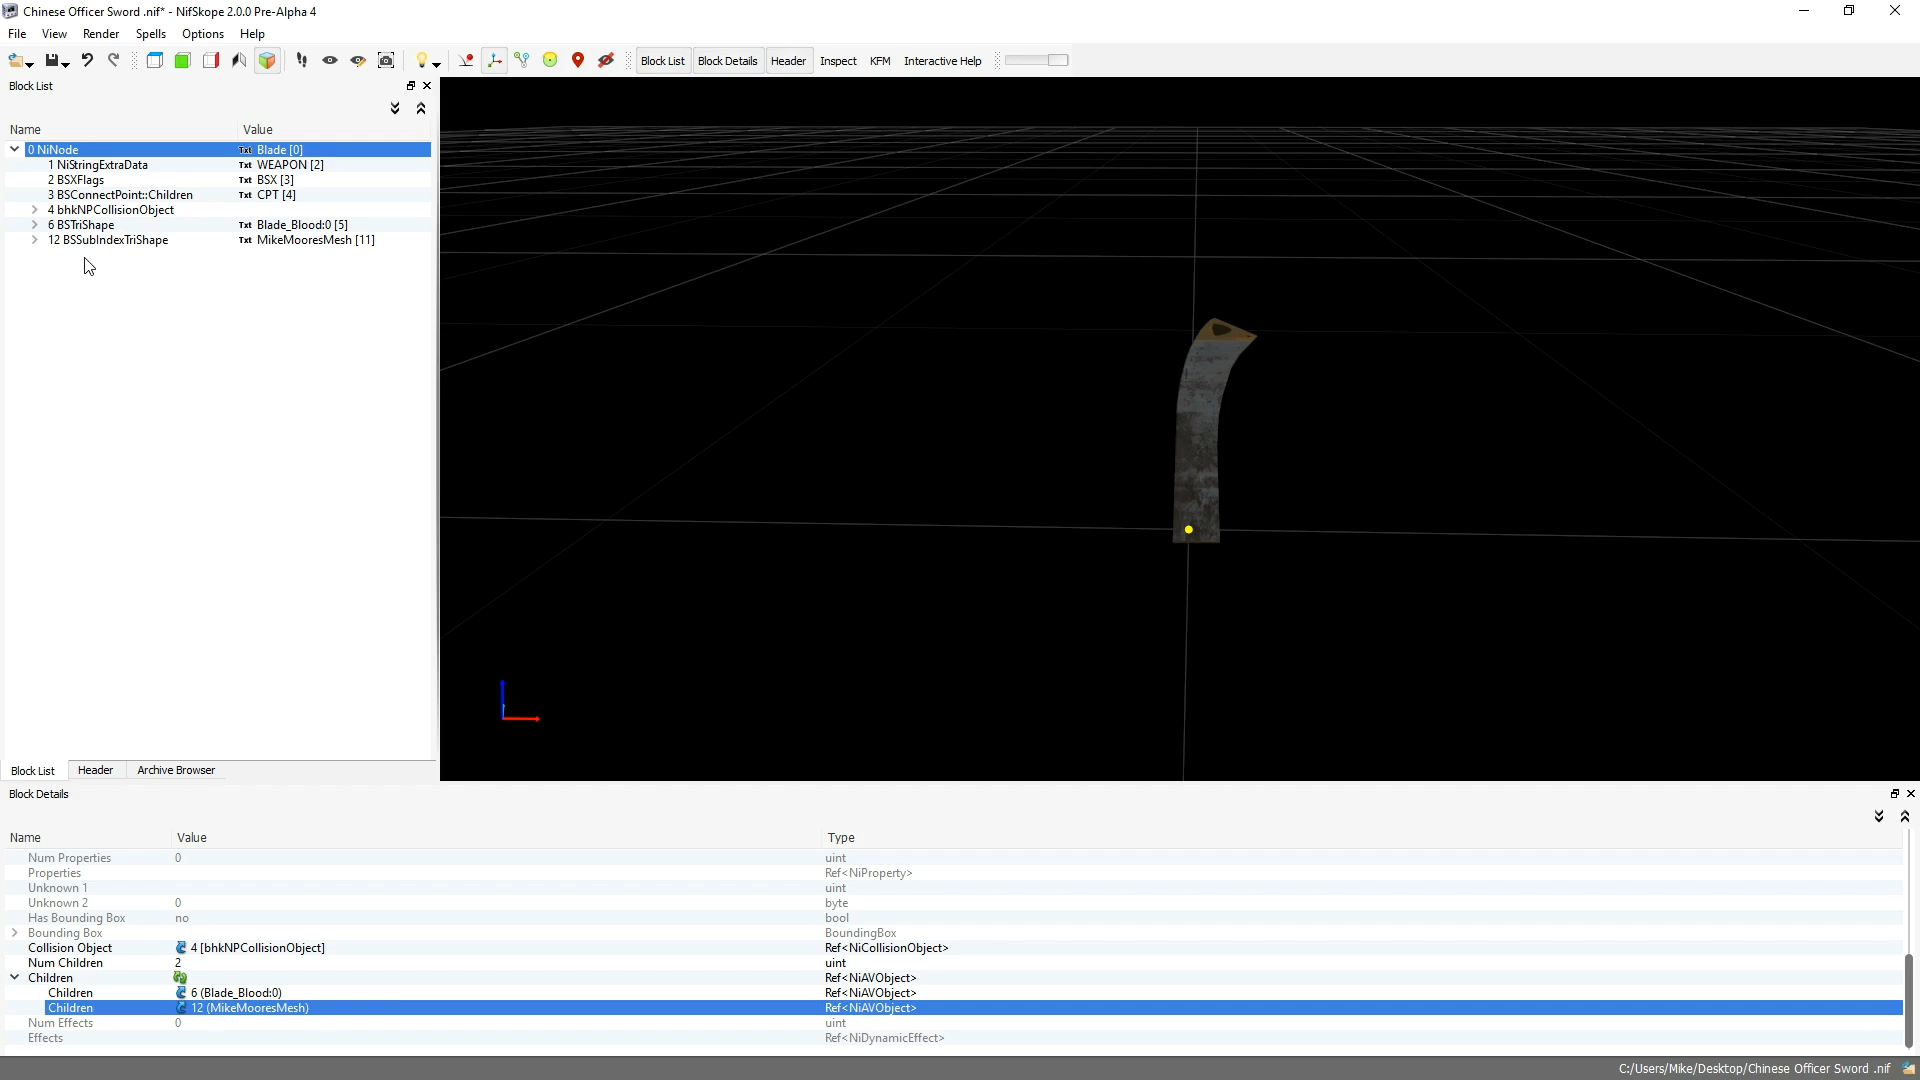 Chinese Officer Sword .nif* - NifSkope 2.0.0 Pre-Alpha 4
File View Render Spells Options Help
Block List Block Details Header Inspect KFM Interactive Help
Block List
Name Value
0 NiNode Txt Blade [0]
1 NiStringExtraData Txt WEAPON [2]
2 BSXFlags Txt BSX [3]
3 BSConnectPoint::Children Txt CPT [4]
4 bhkNPCollisionObject
6 BSTriShape Txt Blade_Blood:0 [5]
12 BSSubIndexTriShape Txt MikeMooresMesh [11]
Block List Header Archive Browser
Block Details
Name Value Type
Num Properties 0 uint
Properties Ref<NiProperty>
Unknown 1 uint
Unknown 2 0 byte
Has Bounding Box no bool
Bounding Box BoundingBox
Collision Object 4 [bhkNPCollisionObject] Ref<NiCollisionObject>
Num Children 2 uint
Children Ref<NiAVObject>
Children 6 (Blade_Blood:0) Ref<NiAVObject>
Children 12 (MikeMooresMesh) Ref<NiAVObject>
Num Effects 0 uint
Effects Ref<NiDynamicEffect>
C:/Users/Mike/Desktop/Chinese Officer Sword .nif